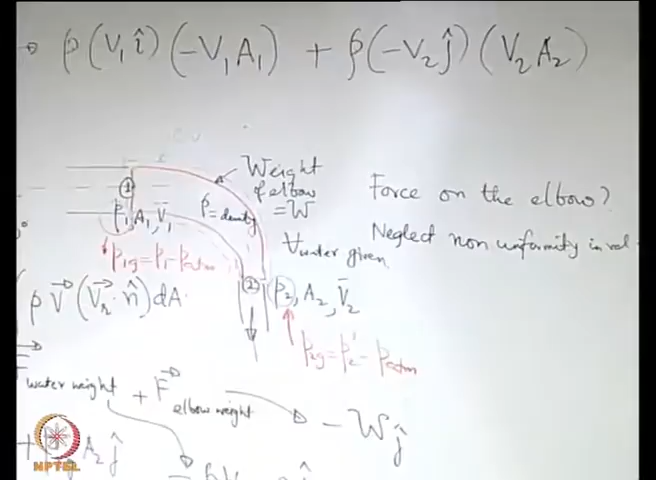 → ρ(V₁î)(-V₁A₁) + ρ(-V₂ĵ)(V₂A₂)
Weight
of elbow
= W
①
p₁, A₁, V̄₁
ρ = density
∀water given
p₁g = p₁ - patm
Force on the elbow?
Neglect non uniformity in vel
② (p₂), A₂, V̄₂
ρ V⃗ (V⃗r · n̂) dA
p₂g = p₂ - patm
water weight + F⃗ elbow weight → - W ĵ
A₂ ĵ
NPTEL